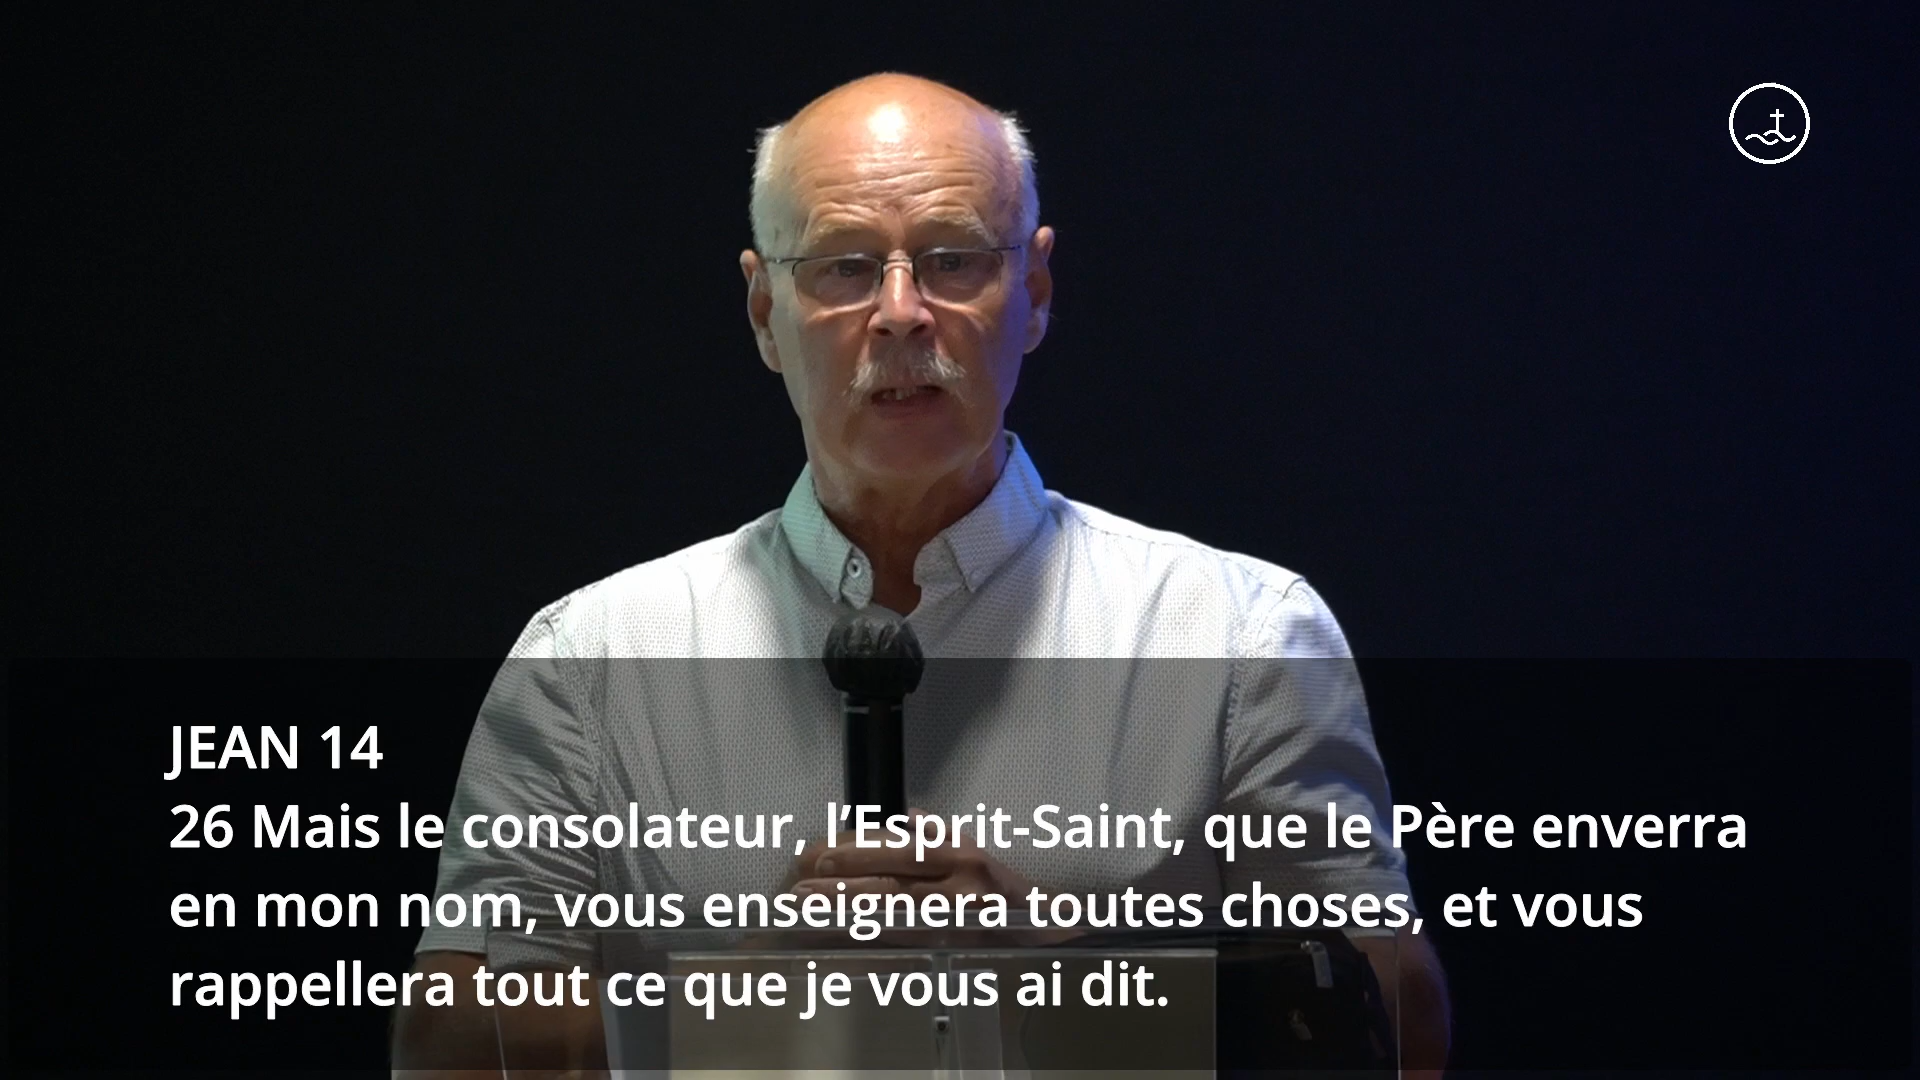 JEAN 14
26 Mais le consolateur, l’Esprit-Saint, que le Père enverra
en mon nom, vous enseignera toutes choses, et vous
rappellera tout ce que je vous ai dit.